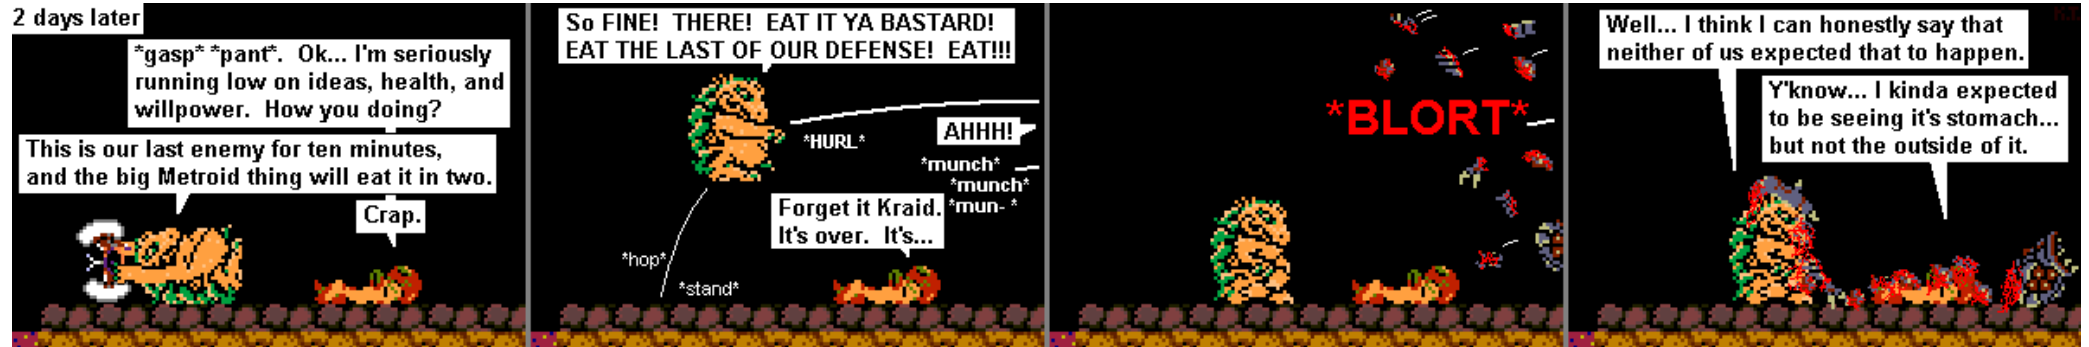 2 days later
*gasp* *pant*.  Ok... I'm seriously
running low on ideas, health, and
willpower.  How you doing?
This is our last enemy for ten minutes,
and the big Metroid thing will eat it in two.
Crap.
So FINE!  THERE!  EAT IT YA BASTARD!
EAT THE LAST OF OUR DEFENSE!  EAT!!!
*HURL*
AHHH!
*munch*
*munch*
*mun- *
Forget it Kraid.
It's over.  It's...
*hop*
*stand*
*BLORT*
Well... I think I can honestly say that
neither of us expected that to happen.
Y'know... I kinda expected
to be seeing it's stomach...
but not the outside of it.